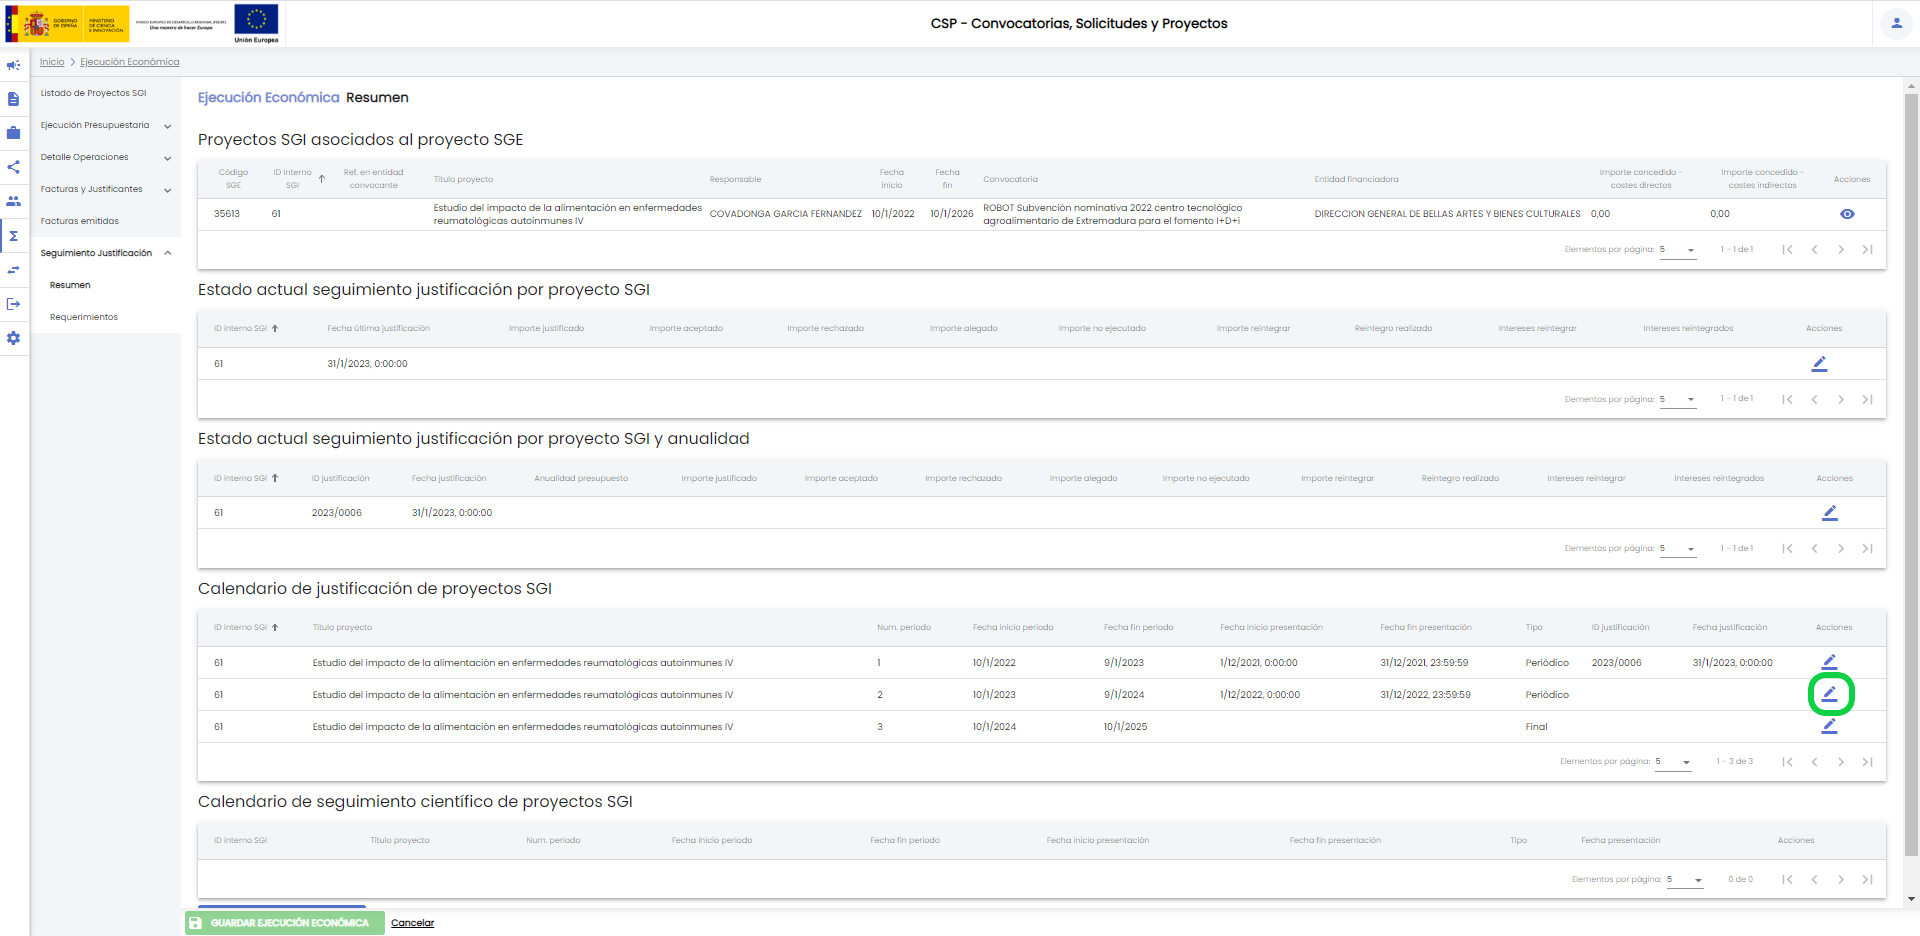 GOBIERNO DE ESPAÑA
MINISTERIO DE CIENCIA E INNOVACIÓN
FONDO EUROPEO DE DESARROLLO REGIONAL (FEDER)
Una manera de hacer Europa
Unión Europea
CSP - Convocatorias, Solicitudes y Proyectos
Inicio > Ejecución Económica
Listado de Proyectos SGI
Ejecución Presupuestaria
Detalle Operaciones
Facturas y Justificantes
Facturas emitidas
Seguimiento Justificación
Resumen
Requerimientos
Ejecución Económica Resumen
Proyectos SGI asociados al proyecto SGE
Código SGE ID interno SGI Ref. en entidad convocante Título proyecto Responsable Fecha inicio Fecha fin Convocatoria Entidad financiadora Importe concedido - costes directos Importe concedido - costes indirectos Acciones
35613 61 Estudio del impacto de la alimentación en enfermedades reumatológicas autoinmunes IV COVADONGA GARCIA FERNANDEZ 10/1/2022 10/1/2026 ROBOT Subvención nominativa 2022 centro tecnológico agroalimentario de Extremadura para el fomento I+D+i DIRECCION GENERAL DE BELLAS ARTES Y BIENES CULTURALES 0,00 0,00
Elementos por página: 5 1 – 1 de 1
Estado actual seguimiento justificación por proyecto SGI
ID interno SGI Fecha última justificación Importe justificado Importe aceptado Importe rechazado Importe alegado Importe no ejecutado Importe reintegrar Reintegro realizado Intereses reintegrar Intereses reintegrados Acciones
61 31/1/2023, 0:00:00
Elementos por página: 5 1 – 1 de 1
Estado actual seguimiento justificación por proyecto SGI y anualidad
ID interno SGI ID justificación Fecha justificación Anualidad presupuesto Importe justificado Importe aceptado Importe rechazado Importe alegado Importe no ejecutado Importe reintegrar Reintegro realizado Intereses reintegrar Intereses reintegrados Acciones
61 2023/0006 31/1/2023, 0:00:00
Elementos por página: 5 1 – 1 de 1
Calendario de justificación de proyectos SGI
ID interno SGI Título proyecto Num. periodo Fecha inicio periodo Fecha fin periodo Fecha inicio presentación Fecha fin presentación Tipo ID justificación Fecha justificación Acciones
61 Estudio del impacto de la alimentación en enfermedades reumatológicas autoinmunes IV 1 10/1/2022 9/1/2023 1/12/2021, 0:00:00 31/12/2021, 23:59:59 Periódico 2023/0006 31/1/2023, 0:00:00
61 Estudio del impacto de la alimentación en enfermedades reumatológicas autoinmunes IV 2 10/1/2023 9/1/2024 1/12/2022, 0:00:00 31/12/2022, 23:59:59 Periódico
61 Estudio del impacto de la alimentación en enfermedades reumatológicas autoinmunes IV 3 10/1/2024 10/1/2025 Final
Elementos por página: 5 1 – 3 de 3
Calendario de seguimiento científico de proyectos SGI
ID interno SGI Título proyecto Num. periodo Fecha inicio periodo Fecha fin periodo Fecha inicio presentación Fecha fin presentación Tipo Fecha presentación Acciones
Elementos por página: 5 0 de 0
GUARDAR EJECUCIÓN ECONÓMICA Cancelar